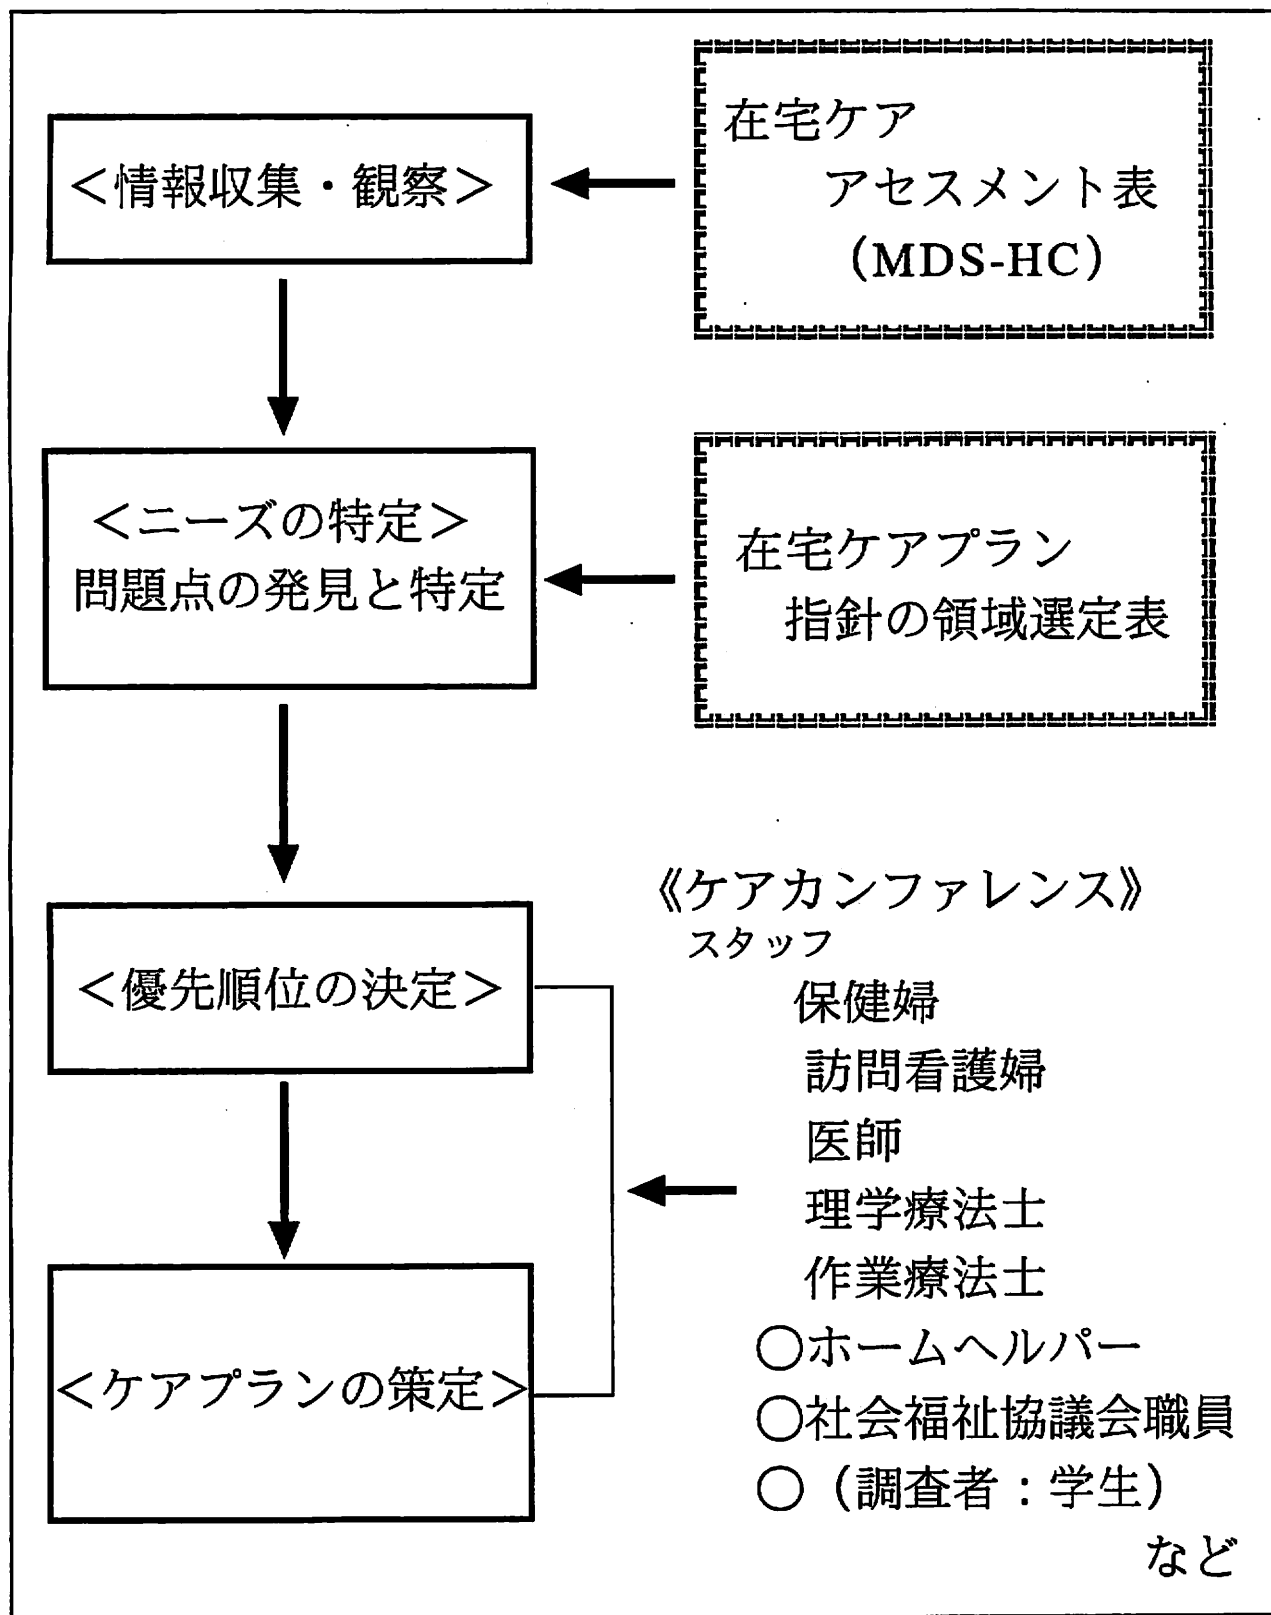 <情報収集・観察>
在宅ケア
アセスメント表
(MDS-HC)
<ニーズの特定>
問題点の発見と特定
在宅ケアプラン
指針の領域選定表
<優先順位の決定>
<ケアプランの策定>
《ケアカンファレンス》
スタッフ
保健婦
訪問看護婦
医師
理学療法士
作業療法士
○ホームヘルパー
○社会福祉協議会職員
○(調査者:学生)
など